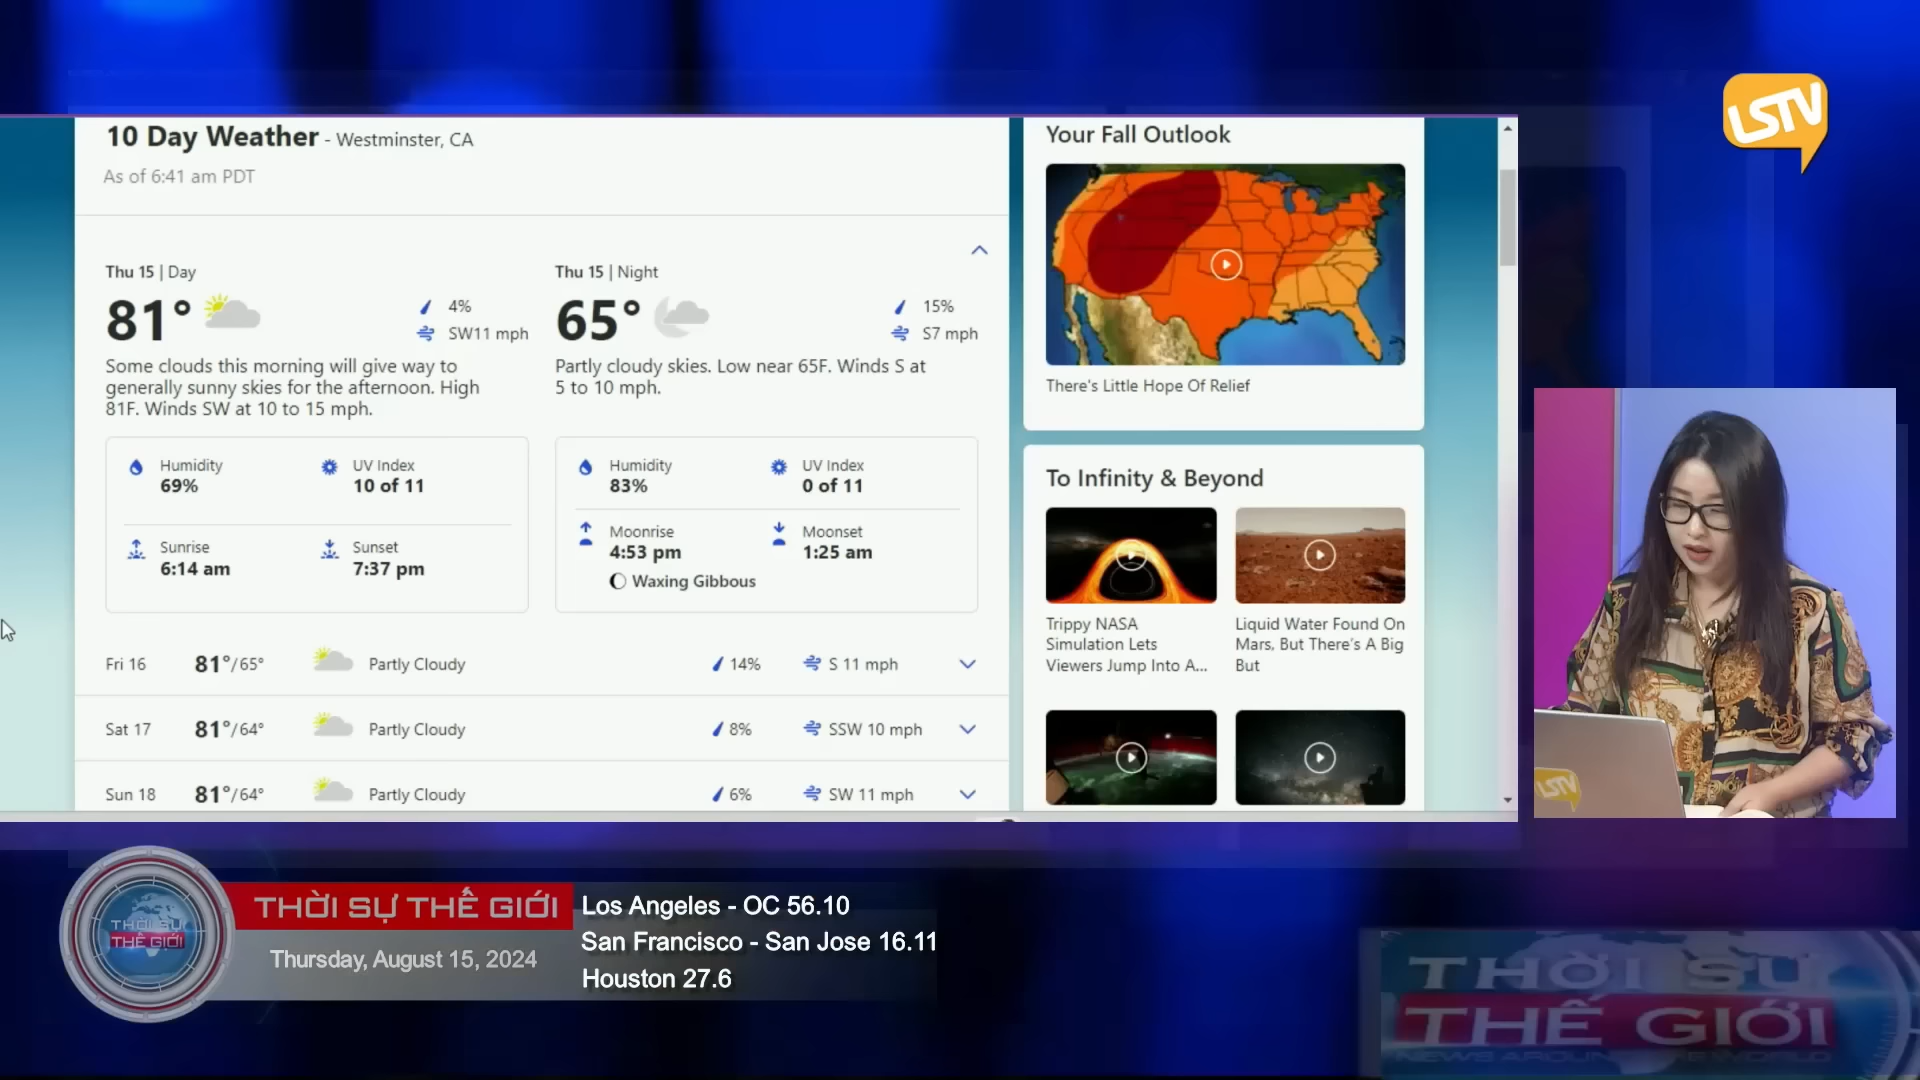 LSTV
10 Day Weather - Westminster, CA
As of 6:41 am PDT
Thu 15 | Day
81°
4%
SW11 mph
Some clouds this morning will give way to
generally sunny skies for the afternoon. High
81F. Winds SW at 10 to 15 mph.
Humidity
69%
UV Index
10 of 11
Sunrise
6:14 am
Sunset
7:37 pm
Thu 15 | Night
65°
15%
S7 mph
Partly cloudy skies. Low near 65F. Winds S at
5 to 10 mph.
Humidity
83%
UV Index
0 of 11
Moonrise
4:53 pm
Waxing Gibbous
Moonset
1:25 am
Fri 16 81°/65° Partly Cloudy 14% S 11 mph
Sat 17 81°/64° Partly Cloudy 8% SSW 10 mph
Sun 18 81°/64° Partly Cloudy 6% SW 11 mph
Your Fall Outlook
There's Little Hope Of Relief
To Infinity & Beyond
Trippy NASA
Simulation Lets
Viewers Jump Into A...
Liquid Water Found On
Mars, But There's A Big
But
LSTV
THỜI SỰ
THẾ GIỚI
THỜI SỰ THẾ GIỚI
Thursday, August 15, 2024
Los Angeles - OC 56.10
San Francisco - San Jose 16.11
Houston 27.6
THỜI SỰ
THẾ GIỚI
NEWS AROUND THE WORLD